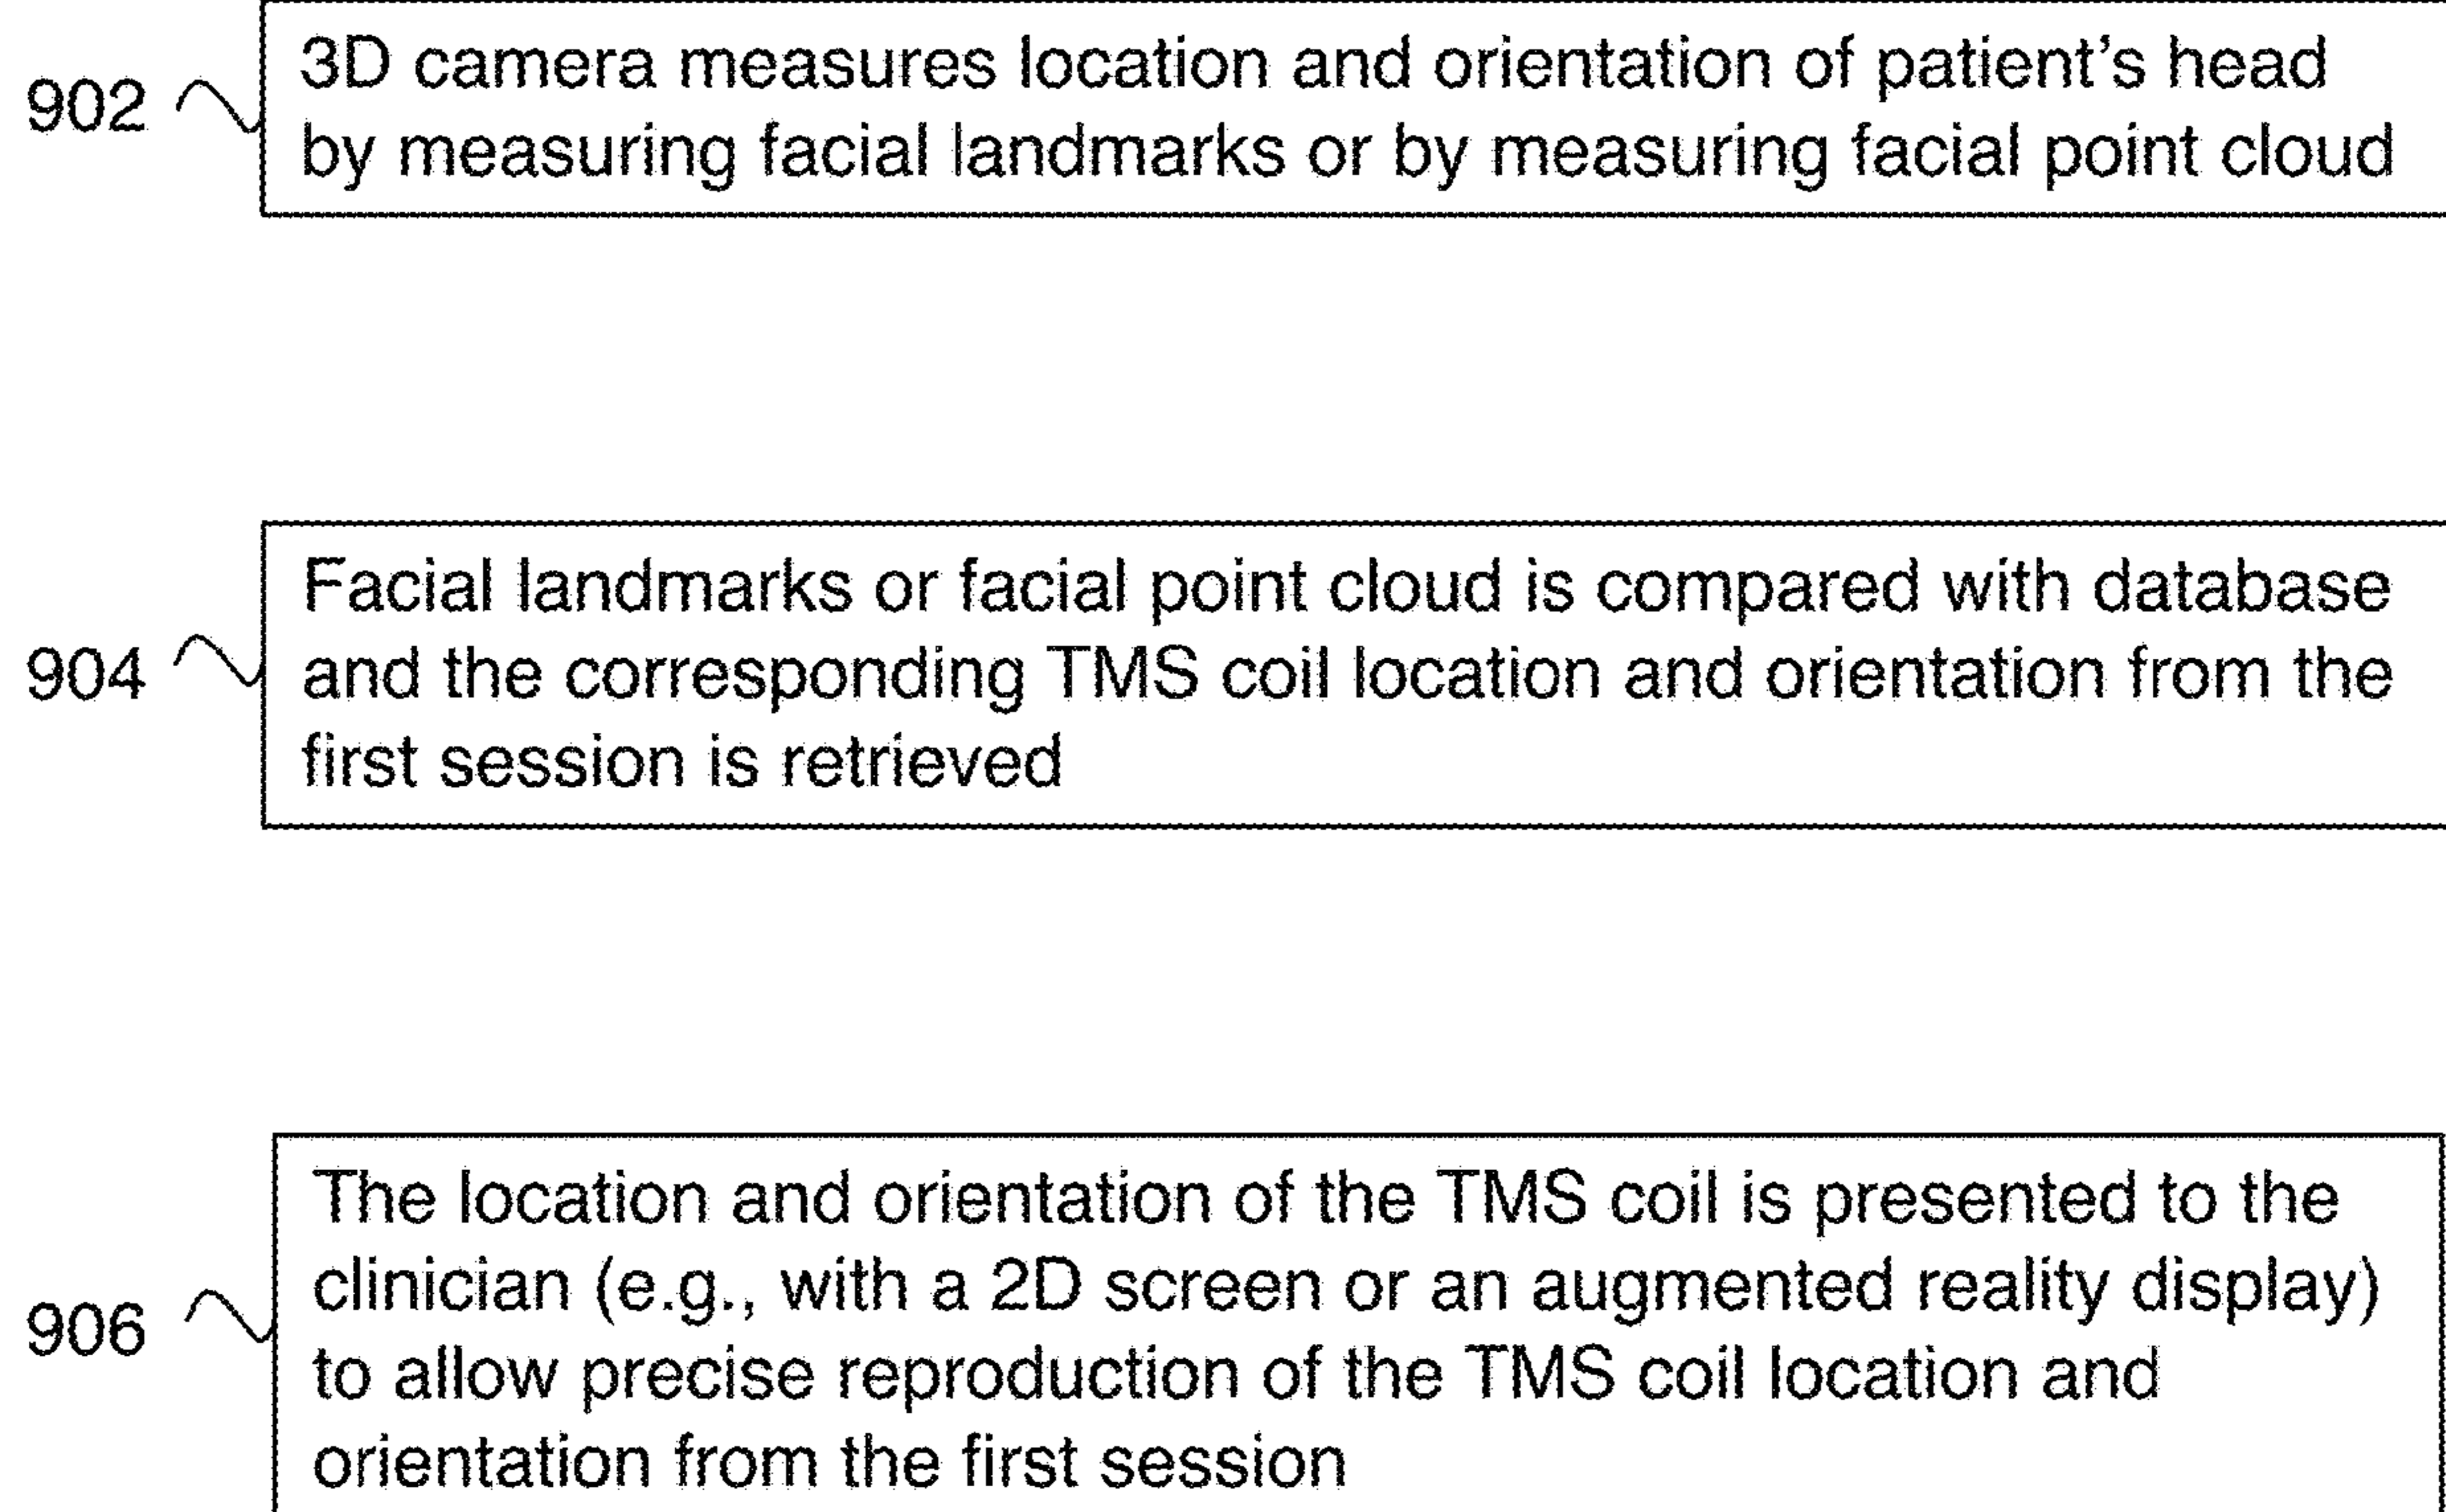 902
3D camera measures location and orientation of patient's head
by measuring facial landmarks or by measuring facial point cloud
904
Facial landmarks or facial point cloud is compared with database
and the corresponding TMS coil location and orientation from the
first session is retrieved
906
The location and orientation of the TMS coil is presented to the
clinician (e.g., with a 2D screen or an augmented reality display)
to allow precise reproduction of the TMS coil location and
orientation from the first session